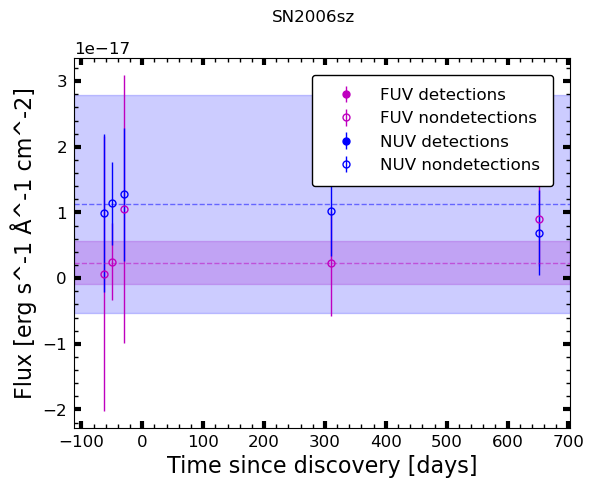 SN2006sz
1e−17
FUV detections
FUV nondetections
NUV detections
NUV nondetections
3
2
1
0
−1
−2
Flux [erg s^-1 Å^-1 cm^-2]
−100 0 100 200 300 400 500 600 700
Time since discovery [days]